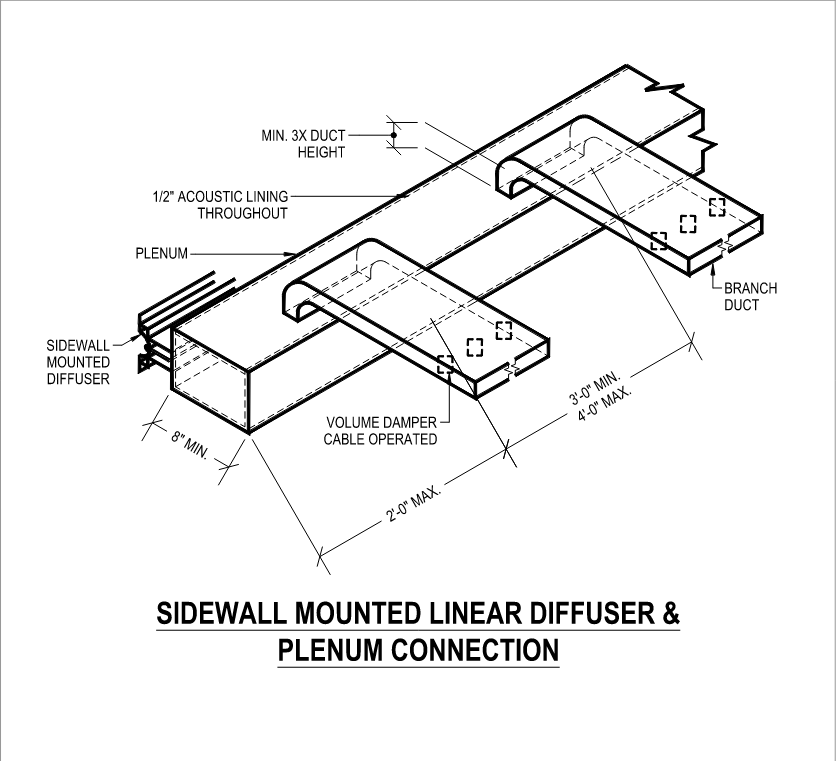 MIN. 3X DUCT
HEIGHT
1/2" ACOUSTIC LINING
THROUGHOUT
PLENUM
BRANCH
DUCT
SIDEWALL
MOUNTED
DIFFUSER
3'-0" MIN.
4'-0" MAX.
VOLUME DAMPER
CABLE OPERATED
8" MIN.
2'-0" MAX.
SIDEWALL MOUNTED LINEAR DIFFUSER &
PLENUM CONNECTION